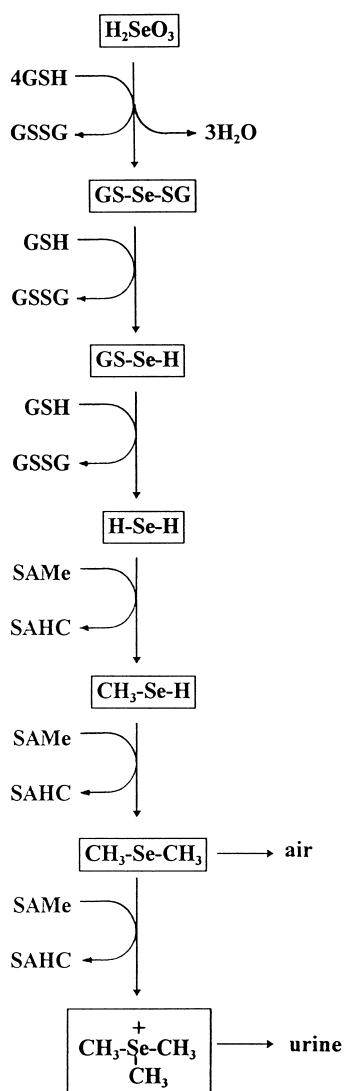 H₂SeO₃
4GSH
GSSG 3H₂O
GS-Se-SG
GSH
GSSG
GS-Se-H
GSH
GSSG
H-Se-H
SAMe
SAHC
CH₃-Se-H
SAMe
SAHC
CH₃-Se-CH₃ air
SAMe
SAHC
+
CH₃-Se-CH₃ urine
CH₃